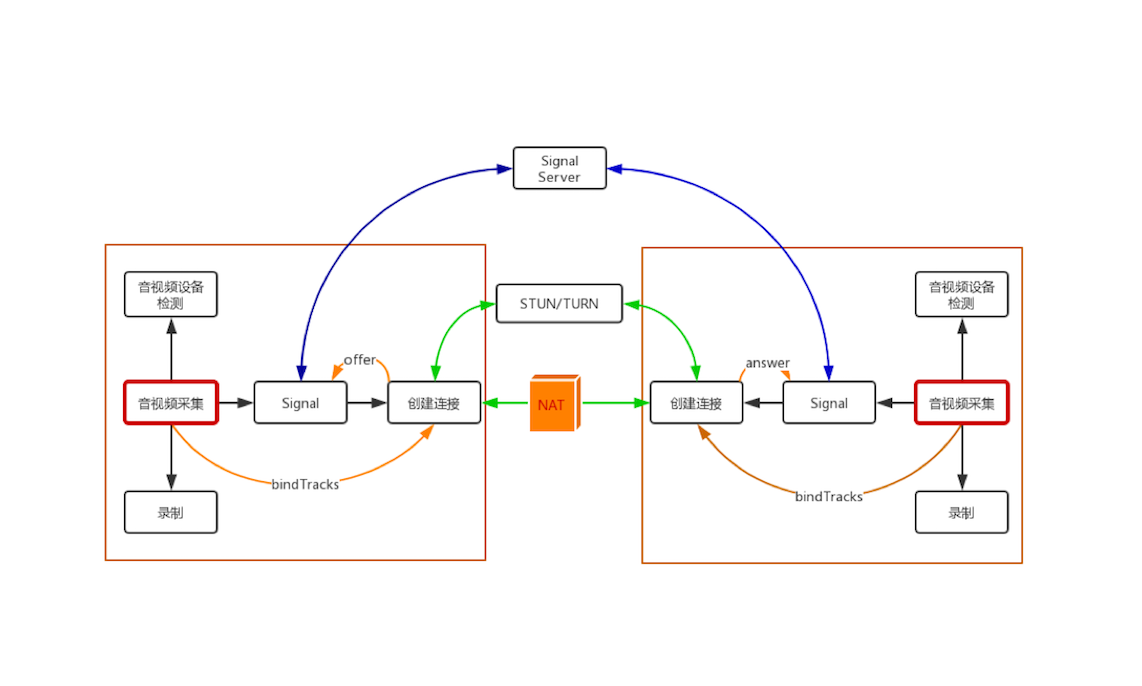 Signal
Server
音视频设备
检测
音视频设备
检测
STUN/TURN
offer
answer
音视频采集
Signal
创建连接
NAT
创建连接
Signal
音视频采集
bindTracks
bindTracks
录制
录制